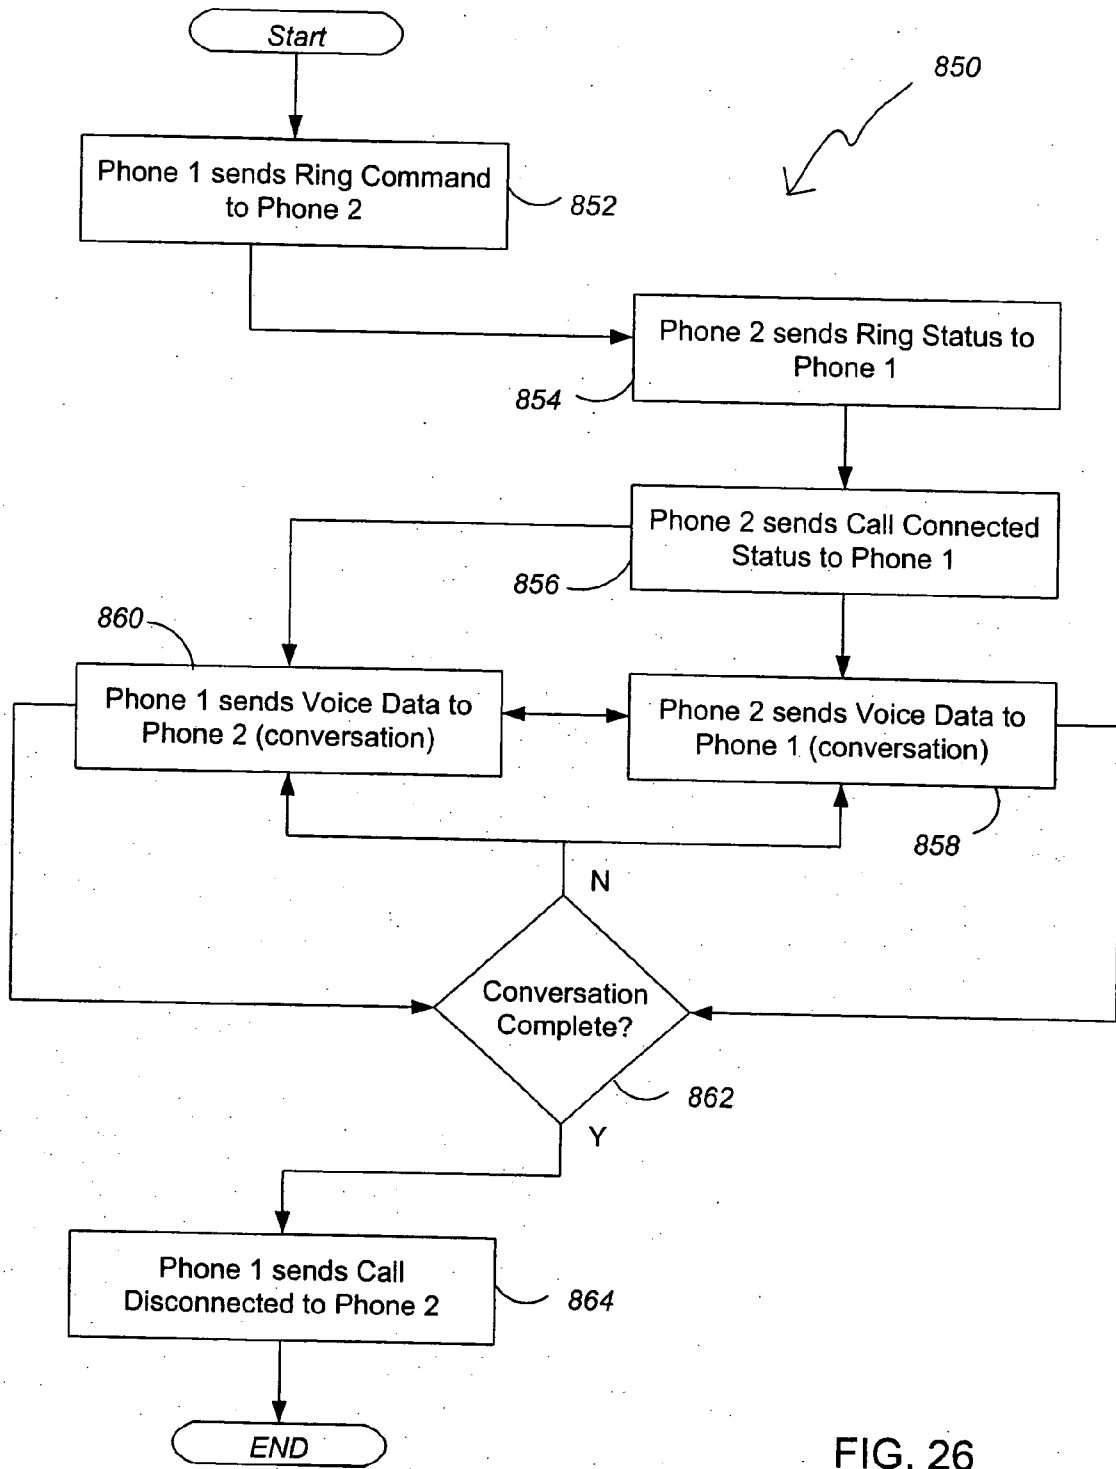 Start
850
Phone 1 sends Ring Command
to Phone 2
852
Phone 2 sends Ring Status to
Phone 1
854
Phone 2 sends Call Connected
Status to Phone 1
856
860
Phone 1 sends Voice Data to
Phone 2 (conversation)
Phone 2 sends Voice Data to
Phone 1 (conversation)
858
N
Conversation
Complete?
862
Y
Phone 1 sends Call
Disconnected to Phone 2
864
END
FIG. 26